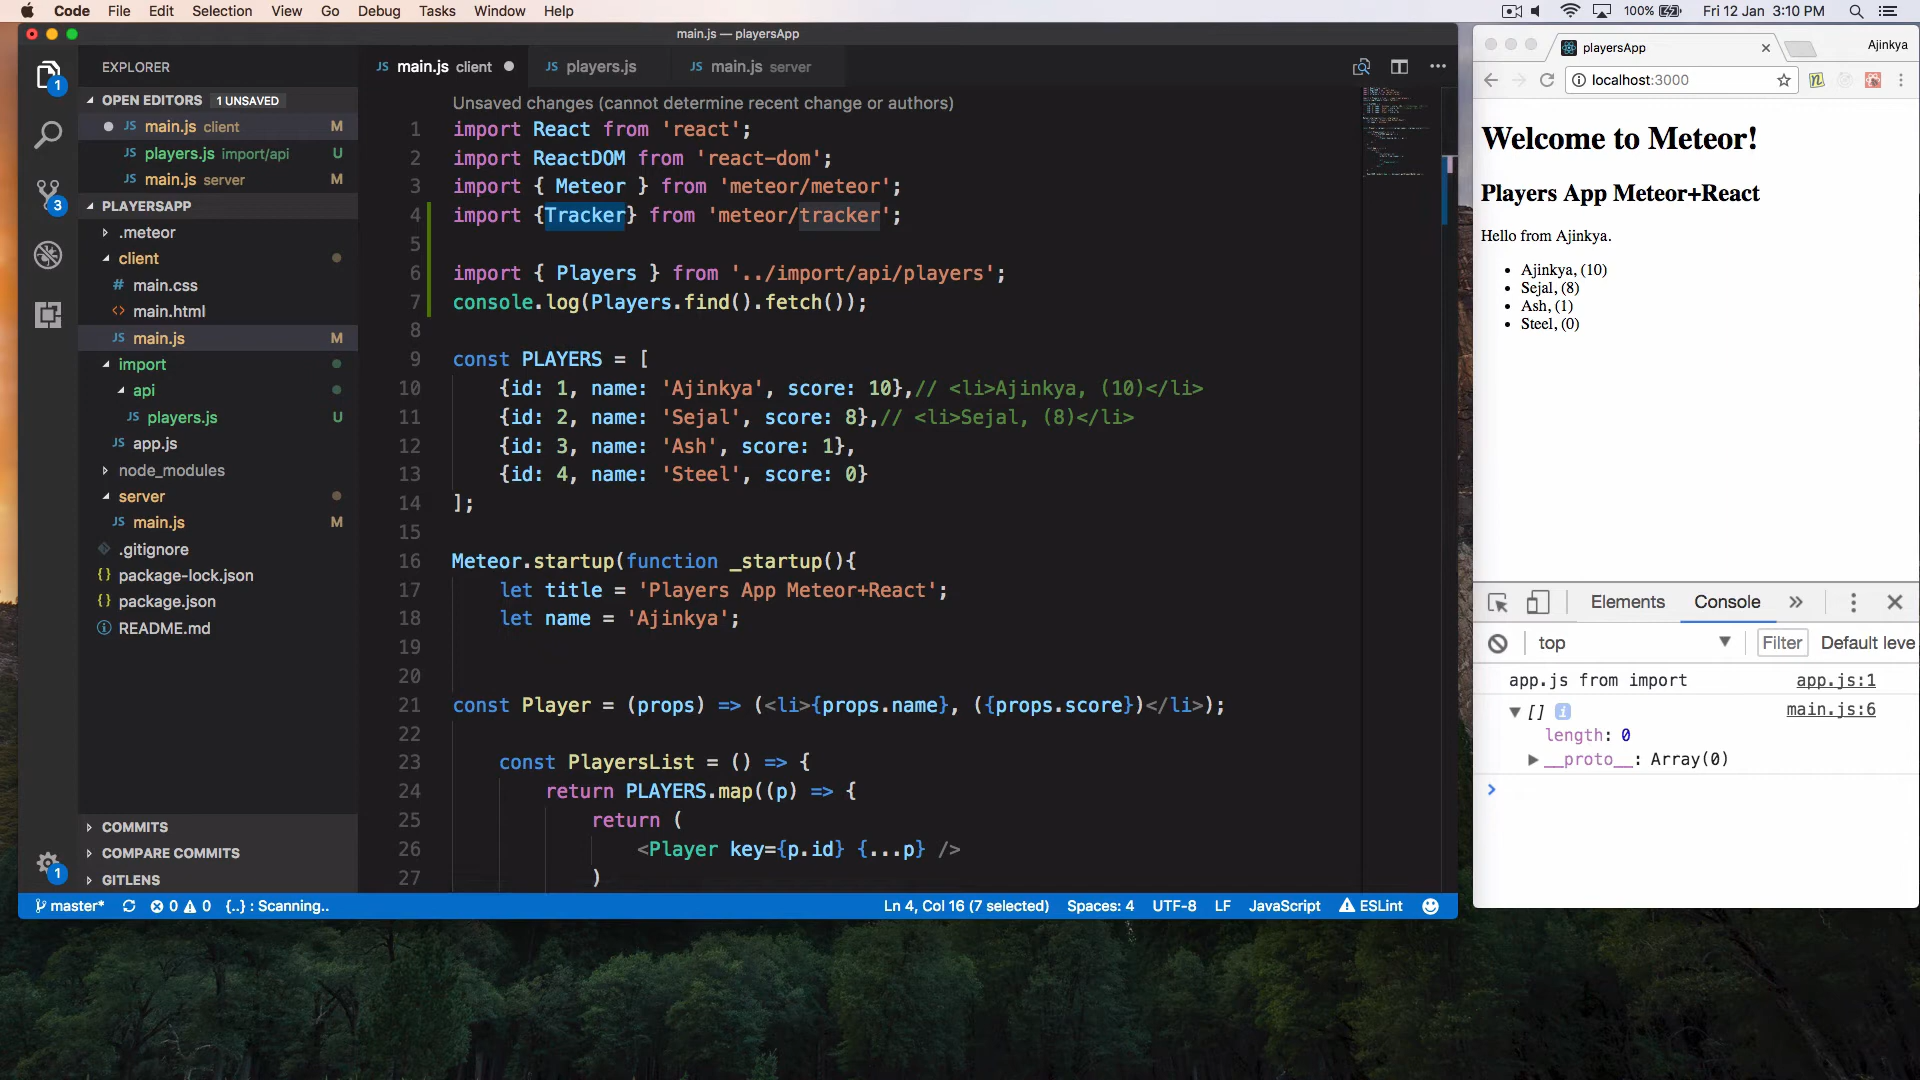 Code File Edit Selection View Go Debug Tasks Window Help 100% Fri 12 Jan 3:10 PM
main.js — playersApp
EXPLORER
OPEN EDITORS 1 UNSAVED
JS main.js client M
JS players.js import/api U
JS main.js server M
PLAYERSAPP
.meteor
client
# main.css
<> main.html
JS main.js M
import
api
JS players.js U
JS app.js
node_modules
server
JS main.js M
.gitignore
{} package-lock.json
{} package.json
README.md
COMMITS
COMPARE COMMITS
GITLENS
1
3
1
JS main.js client JS players.js JS main.js server
Unsaved changes (cannot determine recent change or authors)
1 import React from 'react';
2 import ReactDOM from 'react-dom';
3 import { Meteor } from 'meteor/meteor';
4 import {Tracker} from 'meteor/tracker';
5
6 import { Players } from '../import/api/players';
7 console.log(Players.find().fetch());
8
9 const PLAYERS = [
10 {id: 1, name: 'Ajinkya', score: 10},// <li>Ajinkya, (10)</li>
11 {id: 2, name: 'Sejal', score: 8},// <li>Sejal, (8)</li>
12 {id: 3, name: 'Ash', score: 1},
13 {id: 4, name: 'Steel', score: 0}
14 ];
15
16 Meteor.startup(function _startup(){
17 let title = 'Players App Meteor+React';
18 let name = 'Ajinkya';
19
20
21 const Player = (props) => (<li>{props.name}, ({props.score})</li>);
22
23 const PlayersList = () => {
24 return PLAYERS.map((p) => {
25 return (
26 <Player key={p.id} {...p} />
27 )
master* 0 0 {..} : Scanning.. Ln 4, Col 16 (7 selected) Spaces: 4 UTF-8 LF JavaScript ESLint
playersApp Ajinkya
localhost:3000
Welcome to Meteor!
Players App Meteor+React
Hello from Ajinkya.
Ajinkya, (10)
Sejal, (8)
Ash, (1)
Steel, (0)
Elements Console »
top Filter Default leve
app.js from import app.js:1
[] i main.js:6
length: 0
__proto__: Array(0)
>